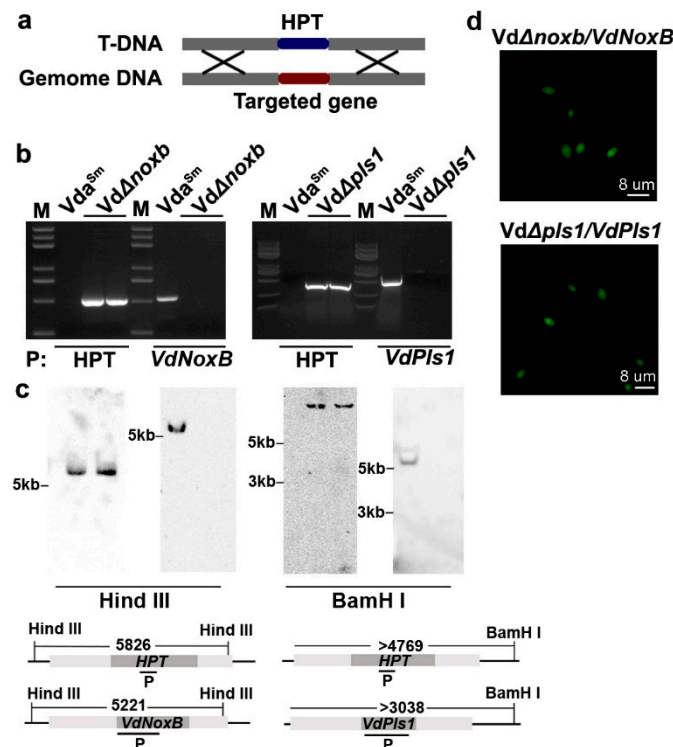 a
HPT
T-DNA
Gemome DNA
Targeted gene
b
M Vda^Sm VdΔnoxb M Vda^Sm VdΔnoxb
M Vda^Sm VdΔpls1 M Vda^Sm VdΔpls1
P: HPT VdNoxB HPT VdPls1
c
5kb 5kb 5kb 3kb 5kb 3kb
Hind III BamH I
Hind III 5826 Hind III
HPT
P
Hind III 5221 Hind III
VdNoxB
P
>4769 BamH I
HPT
P
>3038 BamH I
VdPls1
P
d
VdΔnoxb/VdNoxB
8 um
VdΔpls1/VdPls1
8 um